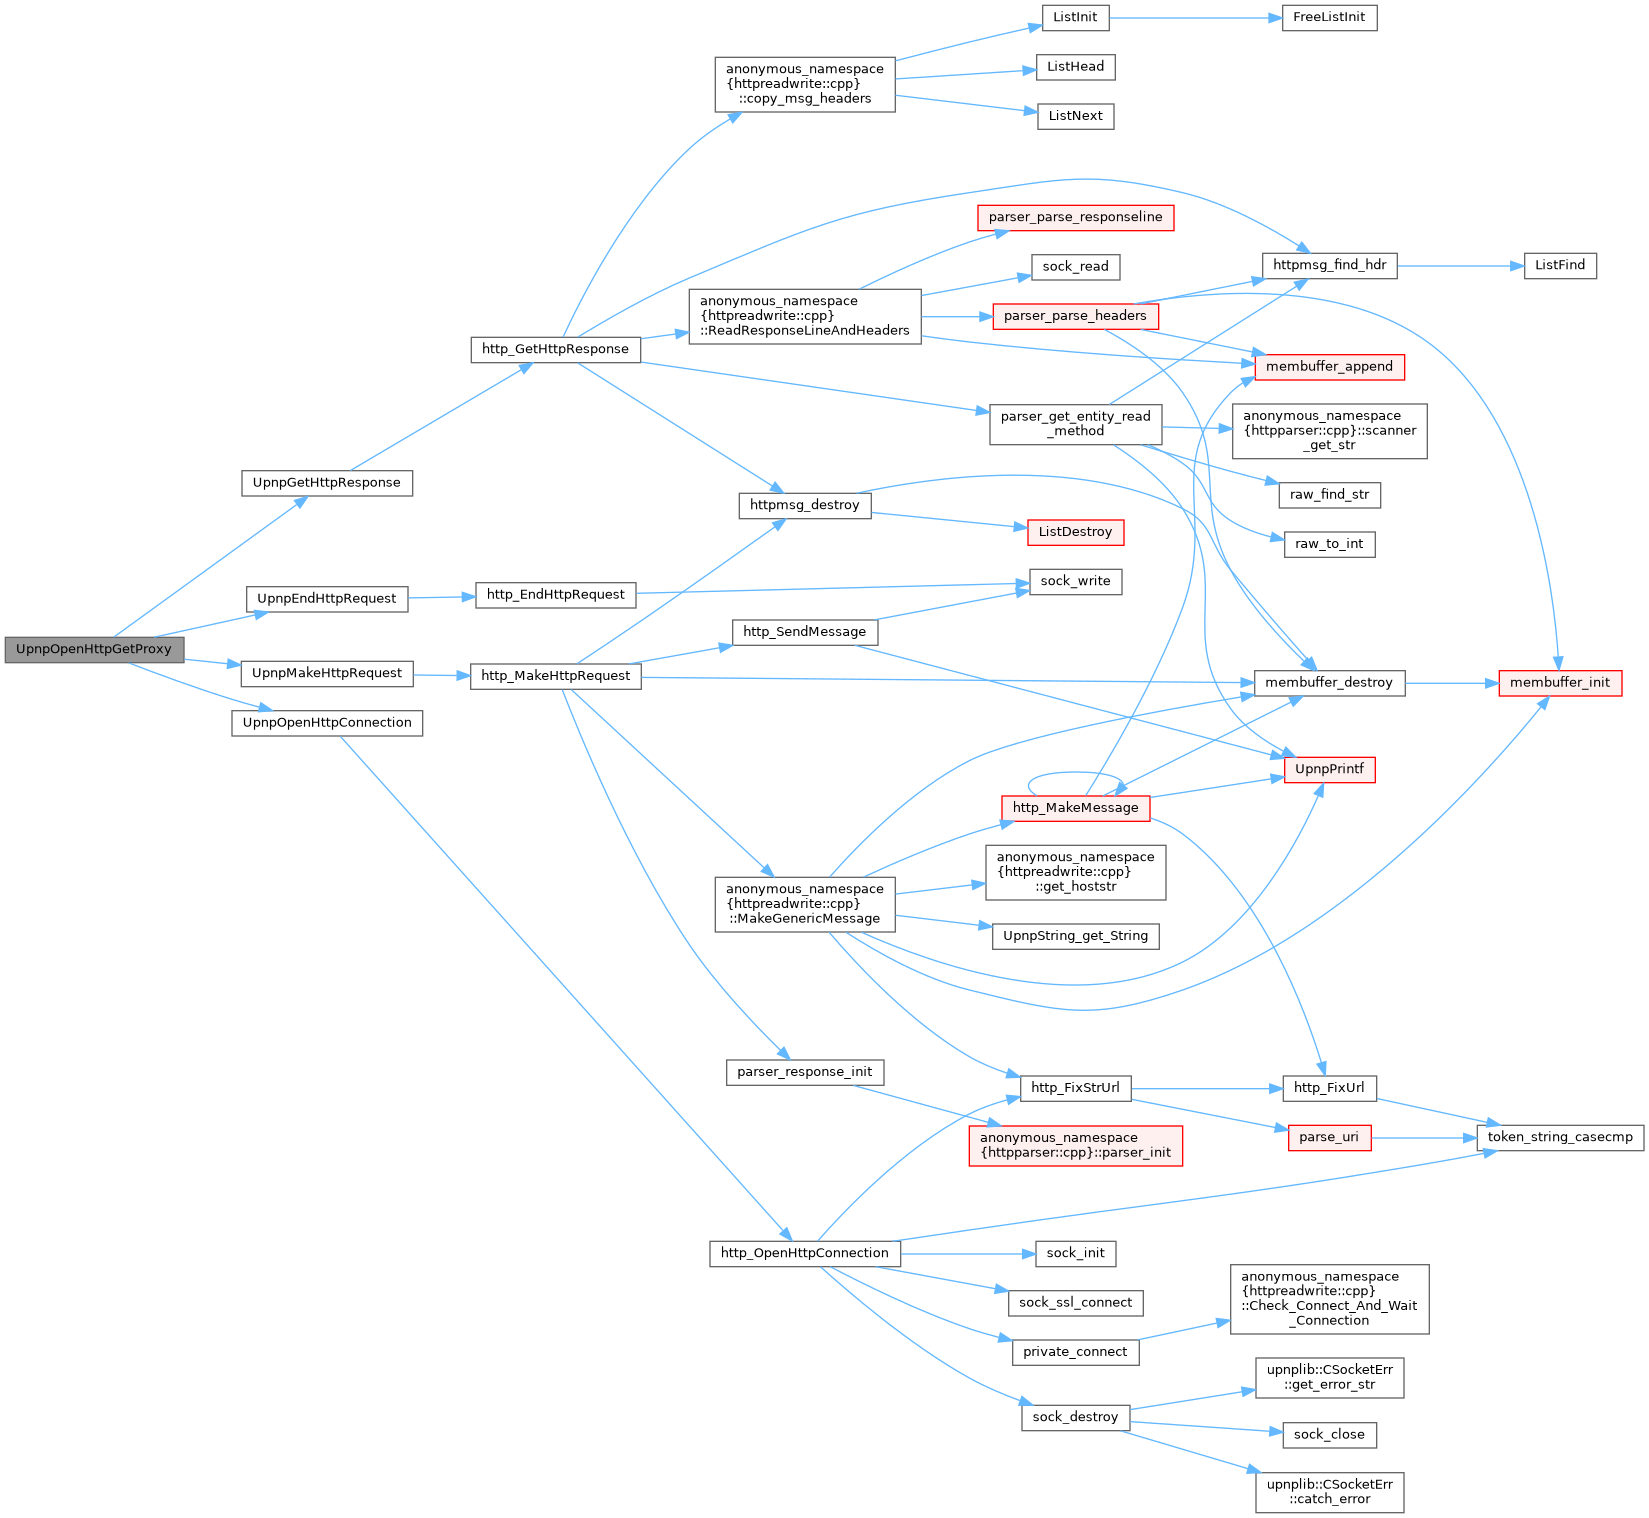 ListInit
FreeListInit
ListHead
anonymous_namespace
{httpreadwrite::cpp}
::copy_msg_headers
ListNext
parser_parse_responseline
sock_read
httpmsg_find_hdr
ListFind
anonymous_namespace
{httpreadwrite::cpp}
::ReadResponseLineAndHeaders
parser_parse_headers
http_GetHttpResponse
membuffer_append
parser_get_entity_read
_method
anonymous_namespace
{httpparser::cpp}::scanner
_get_str
UpnpGetHttpResponse
raw_find_str
httpmsg_destroy
ListDestroy
raw_to_int
sock_write
UpnpEndHttpRequest
http_EndHttpRequest
http_SendMessage
UpnpOpenHttpGetProxy
UpnpMakeHttpRequest
http_MakeHttpRequest
membuffer_destroy
membuffer_init
UpnpOpenHttpConnection
UpnpPrintf
http_MakeMessage
anonymous_namespace
{httpreadwrite::cpp}
::get_hoststr
anonymous_namespace
{httpreadwrite::cpp}
::MakeGenericMessage
UpnpString_get_String
parser_response_init
http_FixStrUrl
http_FixUrl
anonymous_namespace
{httpparser::cpp}::parser_init
parse_uri
token_string_casecmp
http_OpenHttpConnection
sock_init
sock_ssl_connect
anonymous_namespace
{httpreadwrite::cpp}
::Check_Connect_And_Wait
_Connection
private_connect
upnplib::CSocketErr
::get_error_str
sock_destroy
sock_close
upnplib::CSocketErr
::catch_error